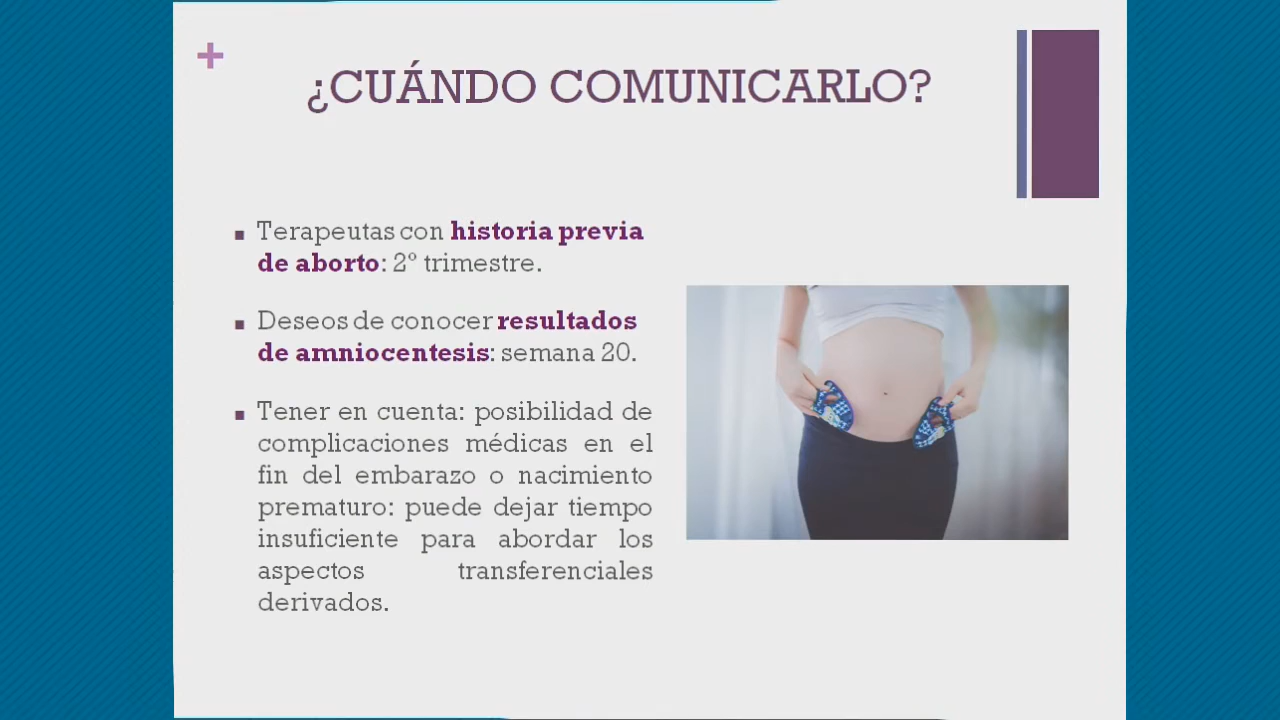 ¿CUÁNDO COMUNICARLO?
▪ Terapeutas con historia previa
de aborto: 2º trimestre.
▪ Deseos de conocer resultados
de amniocentesis: semana 20.
▪ Tener en cuenta: posibilidad de
complicaciones médicas en el
fin del embarazo o nacimiento
prematuro: puede dejar tiempo
insuficiente para abordar los
aspectos transferenciales
derivados.